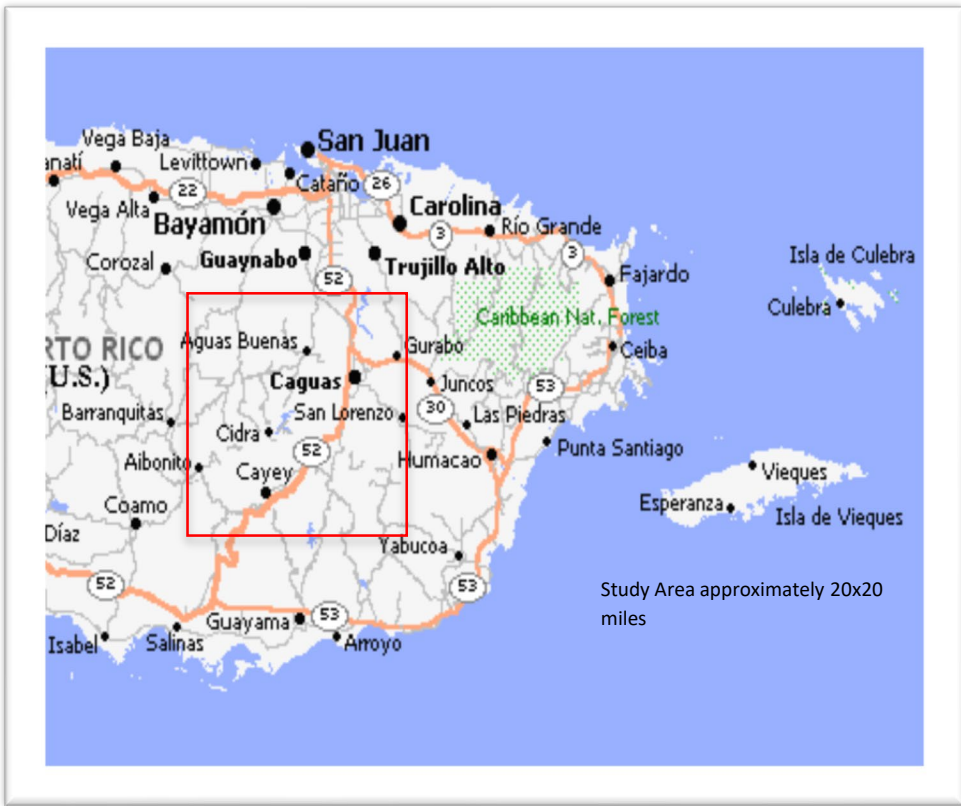 San Juan
Vega Baja
Levittown
anatí
Cataño
26
22
Vega Alta
Carolina
Bayamón
3
Río Grande
Guaynabo
Trujillo Alto
3
Isla de Culebra
Corozal
52
Fajardo
Culebra
Caribbean Nat. Forest
Aguas Buenas
RTO RICO
Gurabo
Ceiba
(U.S.)
Caguas
Juncos
53
Barranquitas
San Lorenzo
30
Las Piedras
Cidra
52
Punta Santiago
Aibonito
Humacao
Cayey
Vieques
Coamo
Esperanza
Isla de Vieques
Díaz
Yabucoa
52
53
Study Area approximately 20x20
miles
Guayama
53
Isabel
Salinas
Arroyo